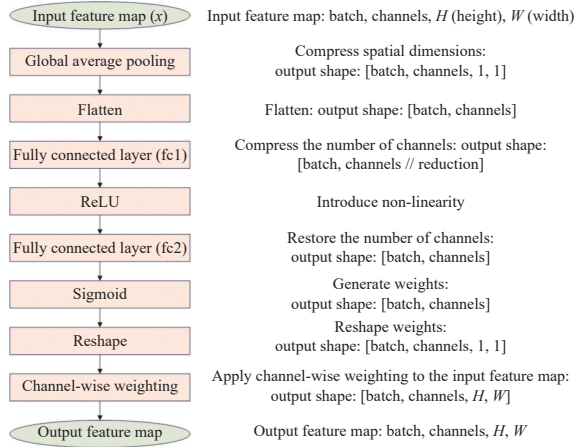 Input feature map (x)
Input feature map: batch, channels, H (height), W (width)
Global average pooling
Compress spatial dimensions:
output shape: [batch, channels, 1, 1]
Flatten
Flatten: output shape: [batch, channels]
Fully connected layer (fc1)
Compress the number of channels: output shape:
[batch, channels // reduction]
ReLU
Introduce non-linearity
Fully connected layer (fc2)
Restore the number of channels:
output shape: [batch, channels]
Sigmoid
Generate weights:
output shape: [batch, channels]
Reshape
Reshape weights:
output shape: [batch, channels, 1, 1]
Channel-wise weighting
Apply channel-wise weighting to the input feature map:
output shape: [batch, channels, H, W]
Output feature map
Output feature map: batch, channels, H, W